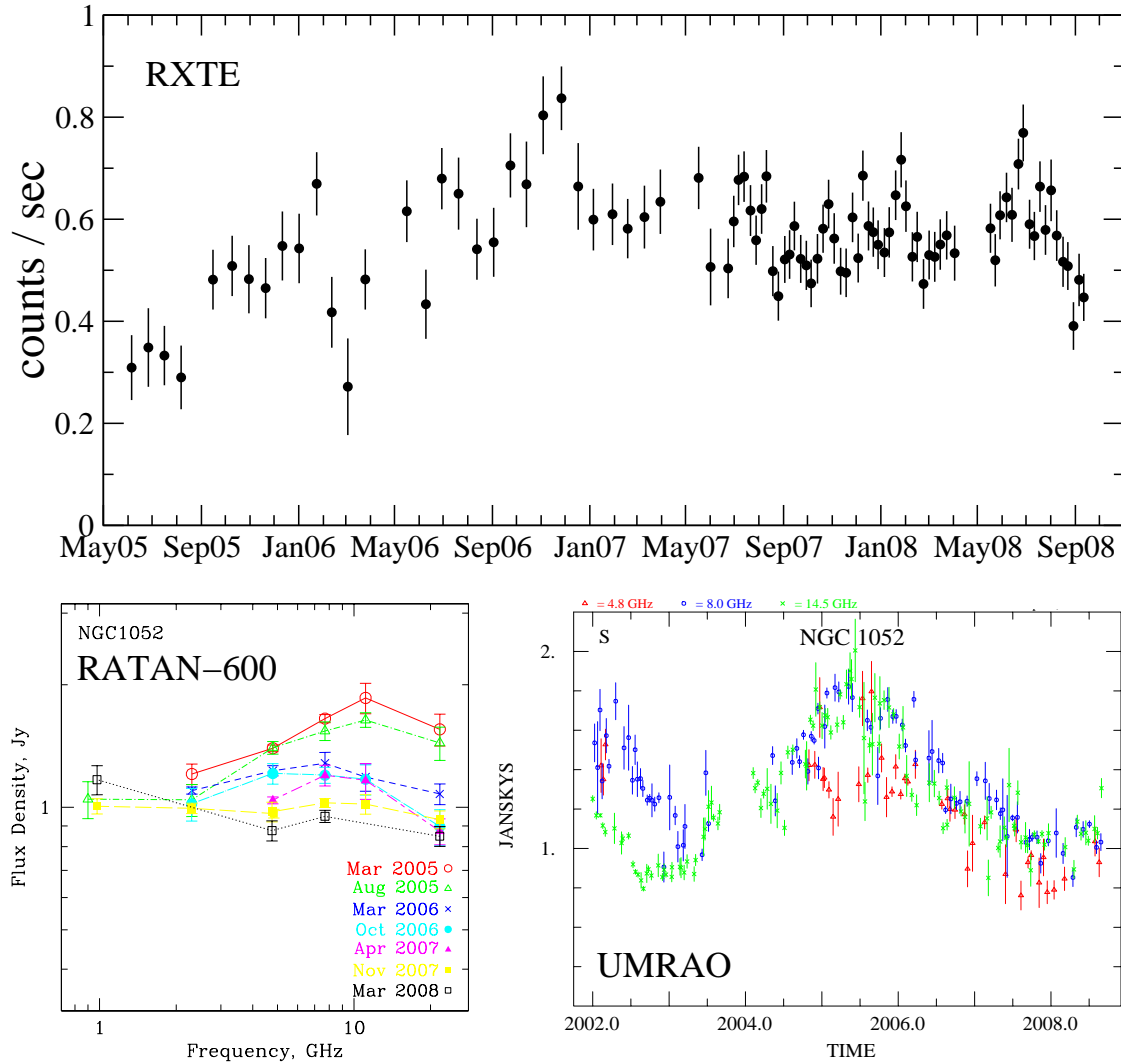 1
RXTE
0.8
0.6
0.4
0.2
0
counts / sec
May05 Sep05 Jan06 May06 Sep06 Jan07 May07 Sep07 Jan08 May08 Sep08
NGC1052
RATAN−600
Flux Density, Jy
1
Mar 2005
Aug 2005
Mar 2006
Oct 2006
Apr 2007
Nov 2007
Mar 2008
1 10
Frequency, GHz
= 4.8 GHz = 8.0 GHz = 14.5 GHz
S NGC 1052
2.
JANSKYS
1.
UMRAO
2002.0 2004.0 2006.0 2008.0
TIME